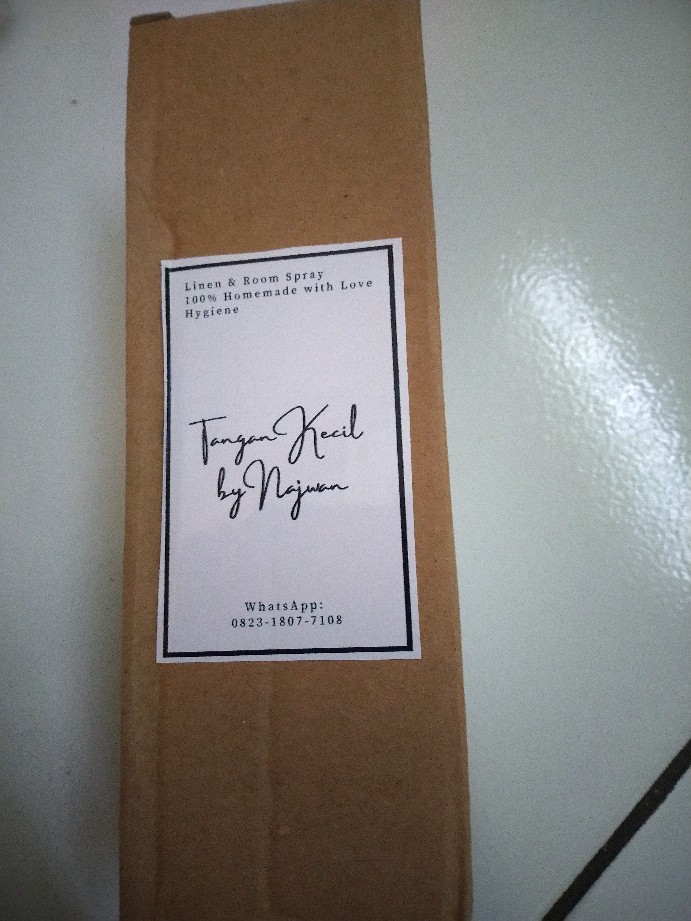 Linen & Room Spray
100% Homemade with Love
Hygiene
Tangan Kecil
by Najwan
WhatsApp:
0823-1807-7108